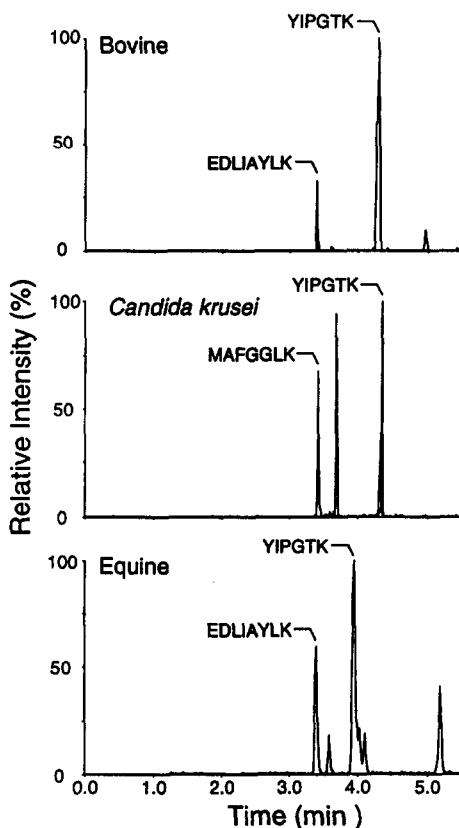 Relative Intensity (%)
Bovine
YIPGTK
EDLIAYLK
100
50
0
Candida krusei
YIPGTK
MAFGGLK
100
50
0
Equine
YIPGTK
EDLIAYLK
100
50
0
0.0 1.0 2.0 3.0 4.0 5.0
Time (min )